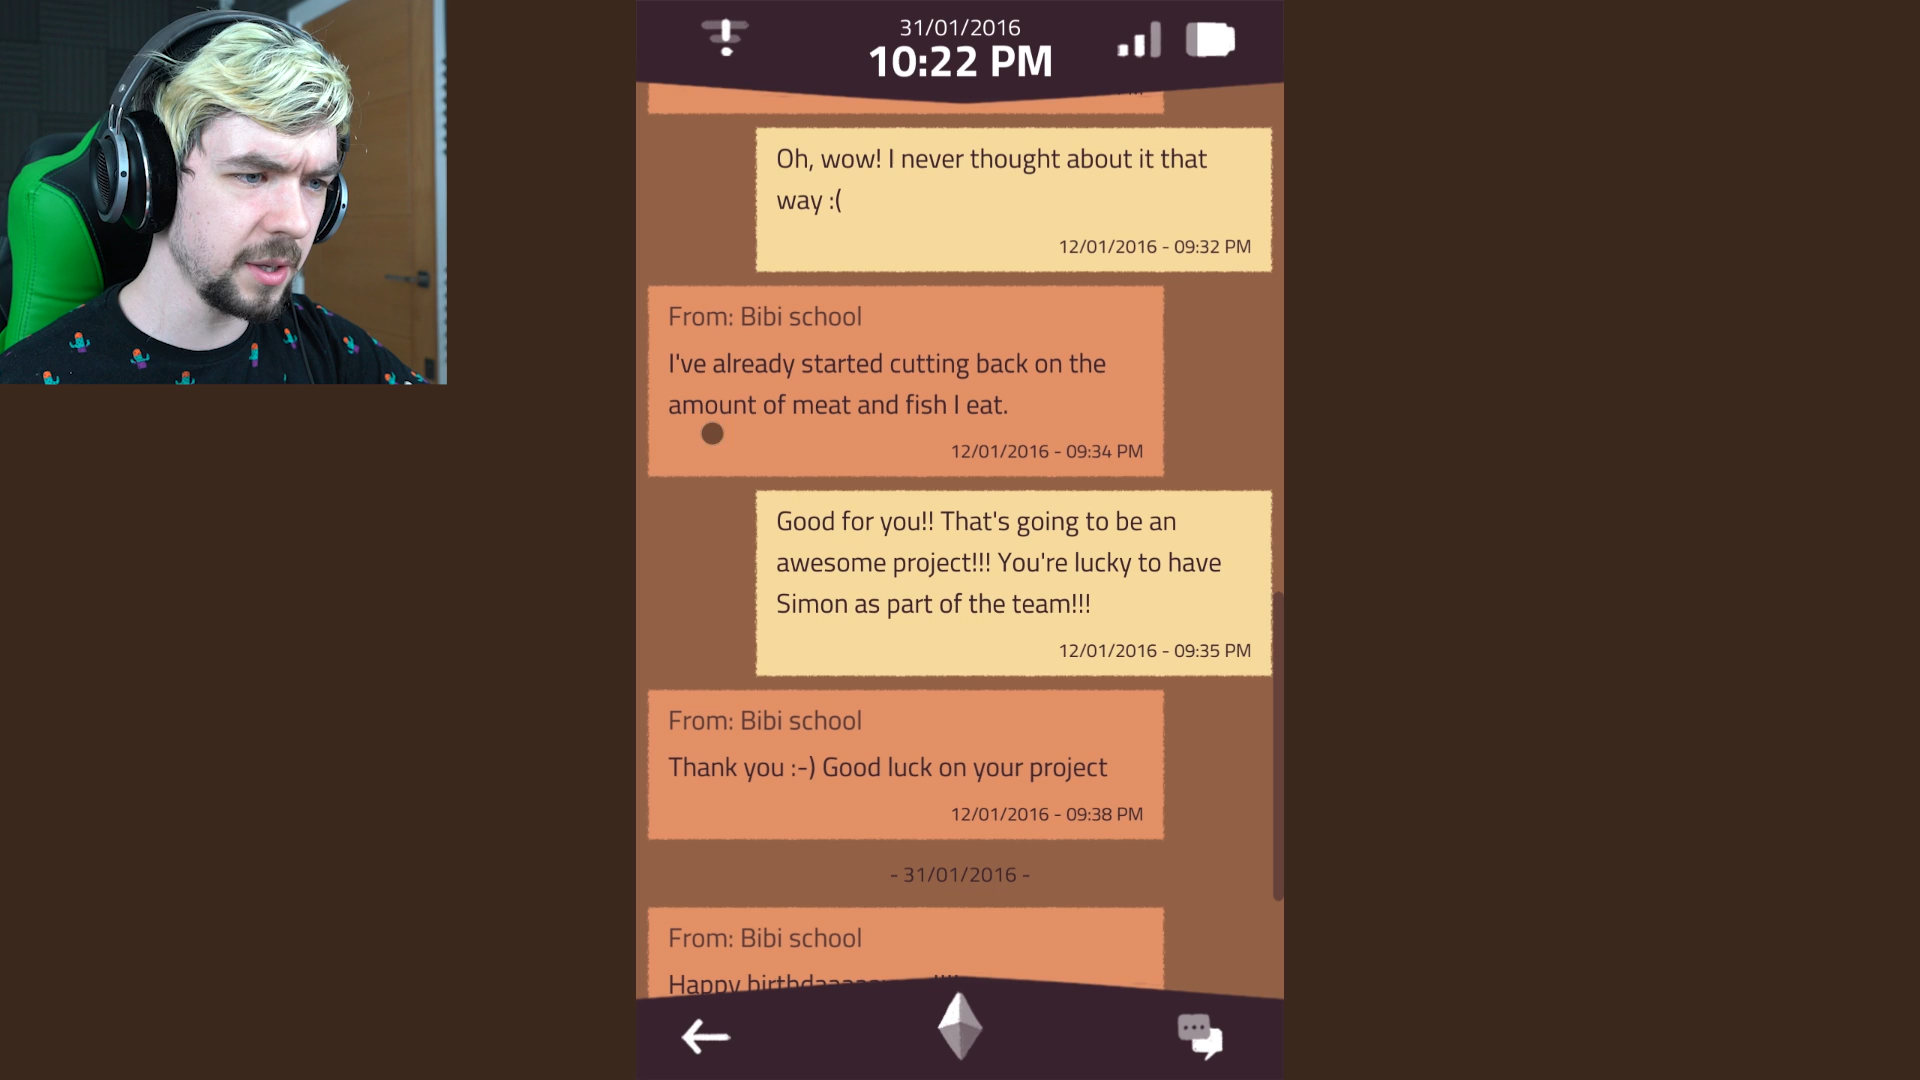 31/01/2016
10:22 PM
Oh, wow! I never thought about it that
way :(
12/01/2016 - 09:32 PM
From: Bibi school
I've already started cutting back on the
amount of meat and fish I eat.
12/01/2016 - 09:34 PM
Good for you!! That's going to be an
awesome project!!! You're lucky to have
Simon as part of the team!!!
12/01/2016 - 09:35 PM
From: Bibi school
Thank you :-) Good luck on your project
12/01/2016 - 09:38 PM
- 31/01/2016 -
From: Bibi school
Happy